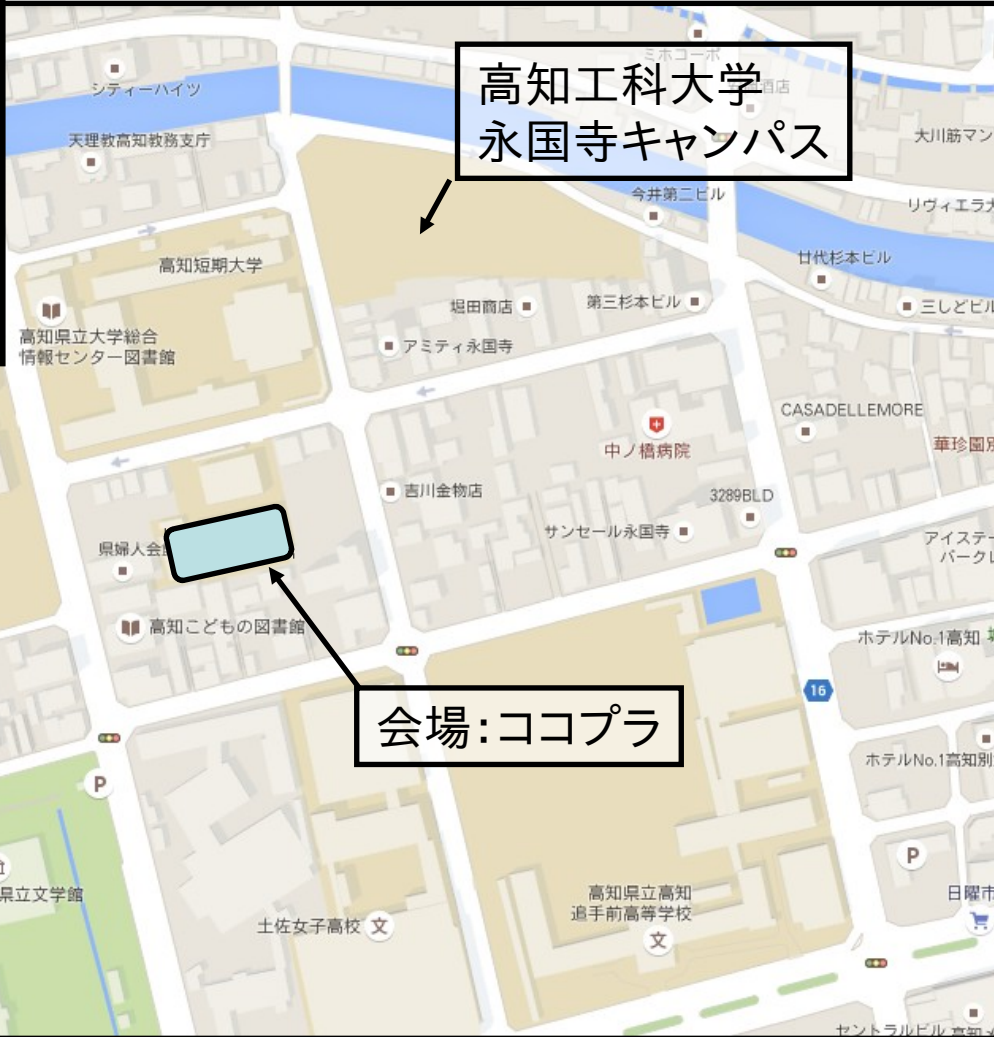 ミホコーポ
シティーハイツ
高知工科大学
永国寺キャンパス
酒店
天理教高知教務支庁
大川筋マン
今井第二ビル
リヴィエラ大
高知短期大学
廿代杉本ビル
堀田商店
第三杉本ビル
三しどビル
高知県立大学総合
情報センター図書館
アミティ永国寺
CASADELLEMORE
中ノ橋病院
華珍園別
吉川金物店
3289BLD
サンセール永国寺
県婦人会
アイステー
パークレ
高知こどもの図書館
ホテルNo.1高知
16
会場:ココプラ
ホテルNo.1高知別
P
P
県立文学館
高知県立高知
追手前高等学校
日曜市
土佐女子高校
文
文
セントラルビル